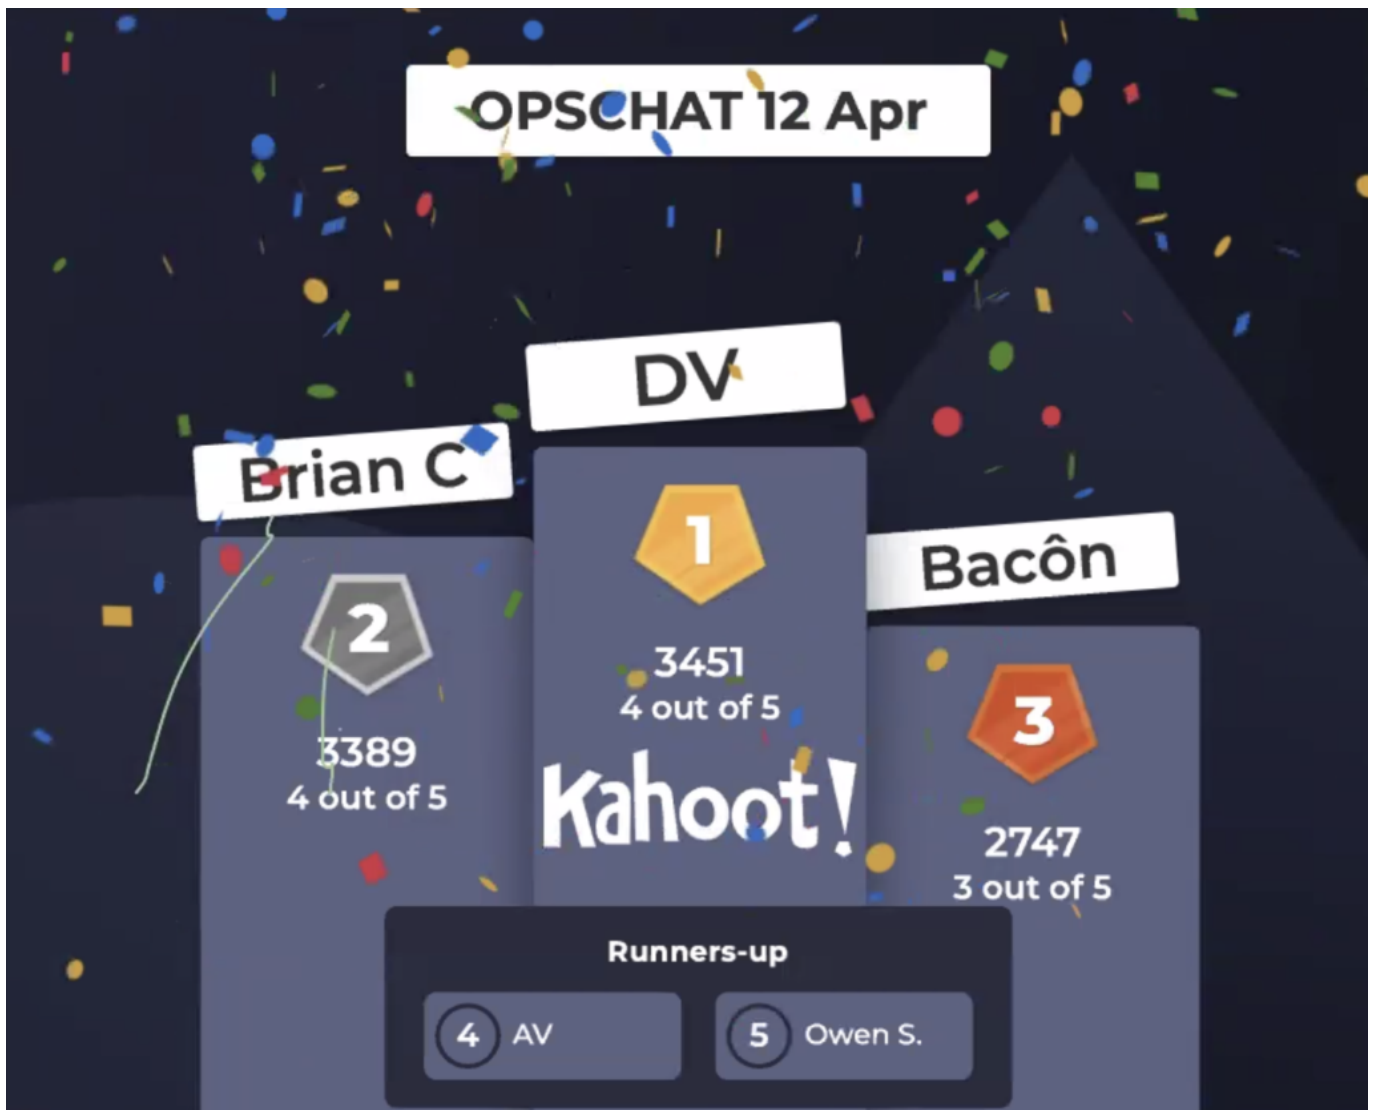 OPSCHAT 12 Apr
DV
Brian C
Bacôn
1
3451
4 out of 5
Kahoot!
2
3389
4 out of 5
3
2747
3 out of 5
Runners-up
4 AV
5 Owen S.